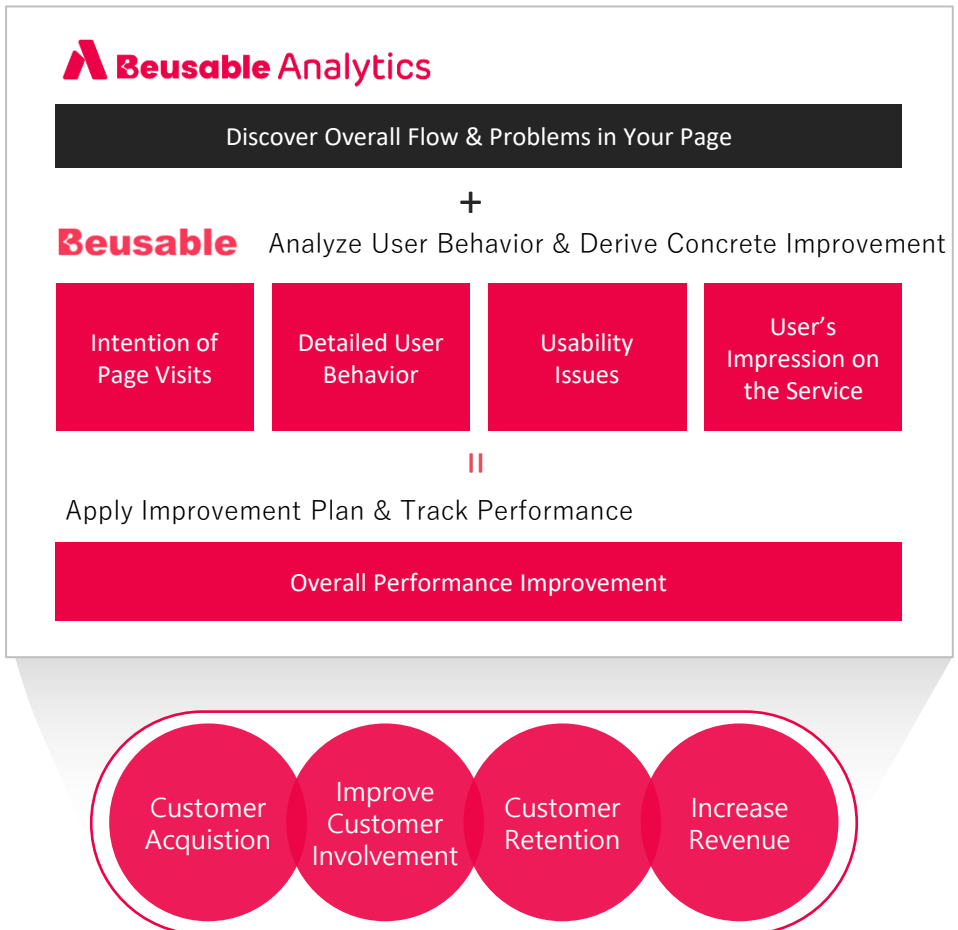 Beusable Analytics
Discover Overall Flow & Problems in Your Page
+
Beusable Analyze User Behavior & Derive Concrete Improvement
Intention of
Page Visits
Detailed User
Behavior
Usability
Issues
User's
Impression on
the Service
=
Apply Improvement Plan & Track Performance
Overall Performance Improvement
Customer
Acquistion
Improve
Customer
Involvement
Customer
Retention
Increase
Revenue